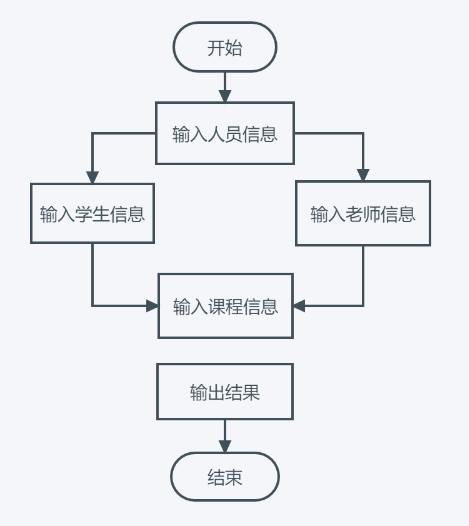 开始
输入人员信息
输入学生信息
输入老师信息
输入课程信息
输出结果
结束